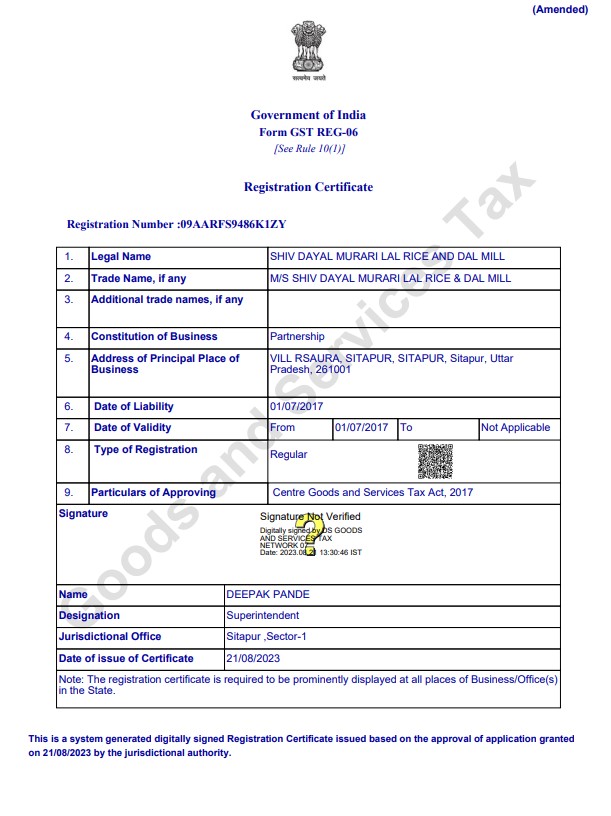 (Amended)
सत्यमेव जयते
Government of India
Form GST REG-06
[See Rule 10(1)]
Registration Certificate
Registration Number :09AARFS9486K1ZY
1. Legal Name SHIV DAYAL MURARI LAL RICE AND DAL MILL
2. Trade Name, if any M/S SHIV DAYAL MURARI LAL RICE & DAL MILL
3. Additional trade names, if any
4. Constitution of Business Partnership
5. Address of Principal Place of Business VILL RSAURA, SITAPUR, SITAPUR, Sitapur, Uttar Pradesh, 261001
6. Date of Liability 01/07/2017
7. Date of Validity From 01/07/2017 To Not Applicable
8. Type of Registration Regular
9. Particulars of Approving Centre Goods and Services Tax Act, 2017
Signature
Signature Not Verified
Digitally signed by DS GOODS
AND SERVICES TAX
NETWORK 07
Date: 2023.08.21 13:30:46 IST
Name DEEPAK PANDE
Designation Superintendent
Jurisdictional Office Sitapur ,Sector-1
Date of issue of Certificate 21/08/2023
Note: The registration certificate is required to be prominently displayed at all places of Business/Office(s)
in the State.
This is a system generated digitally signed Registration Certificate issued based on the approval of application granted
on 21/08/2023 by the jurisdictional authority.
Goods and Services Tax